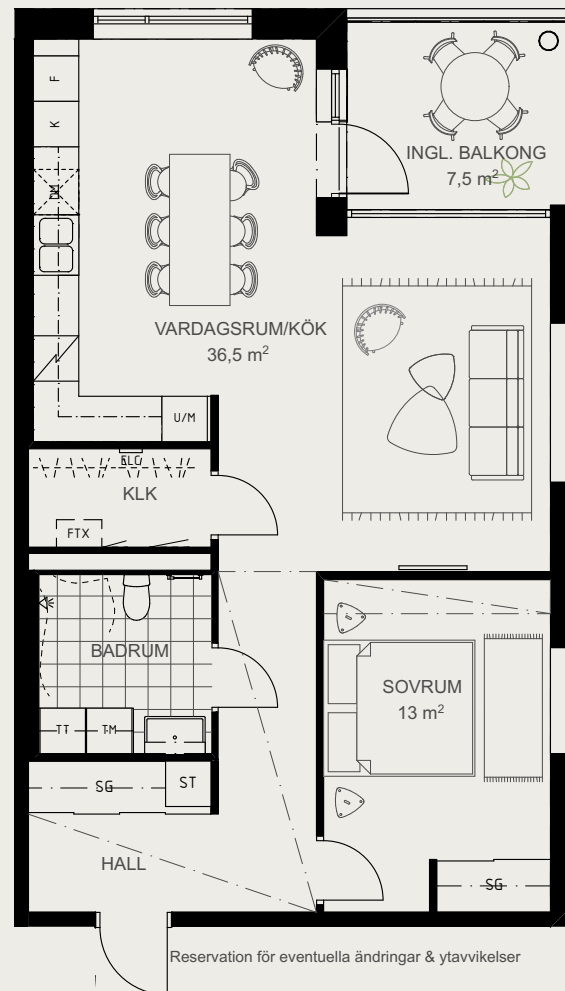 F
K
DM
INGL. BALKONG
7,5 m²
VARDAGSRUM/KÖK
36,5 m²
U/M
ELC
KLK
FTX
BADRUM
SOVRUM
13 m²
TT
TM
SG
ST
HALL
SG
Reservation för eventuella ändringar & ytavvikelser